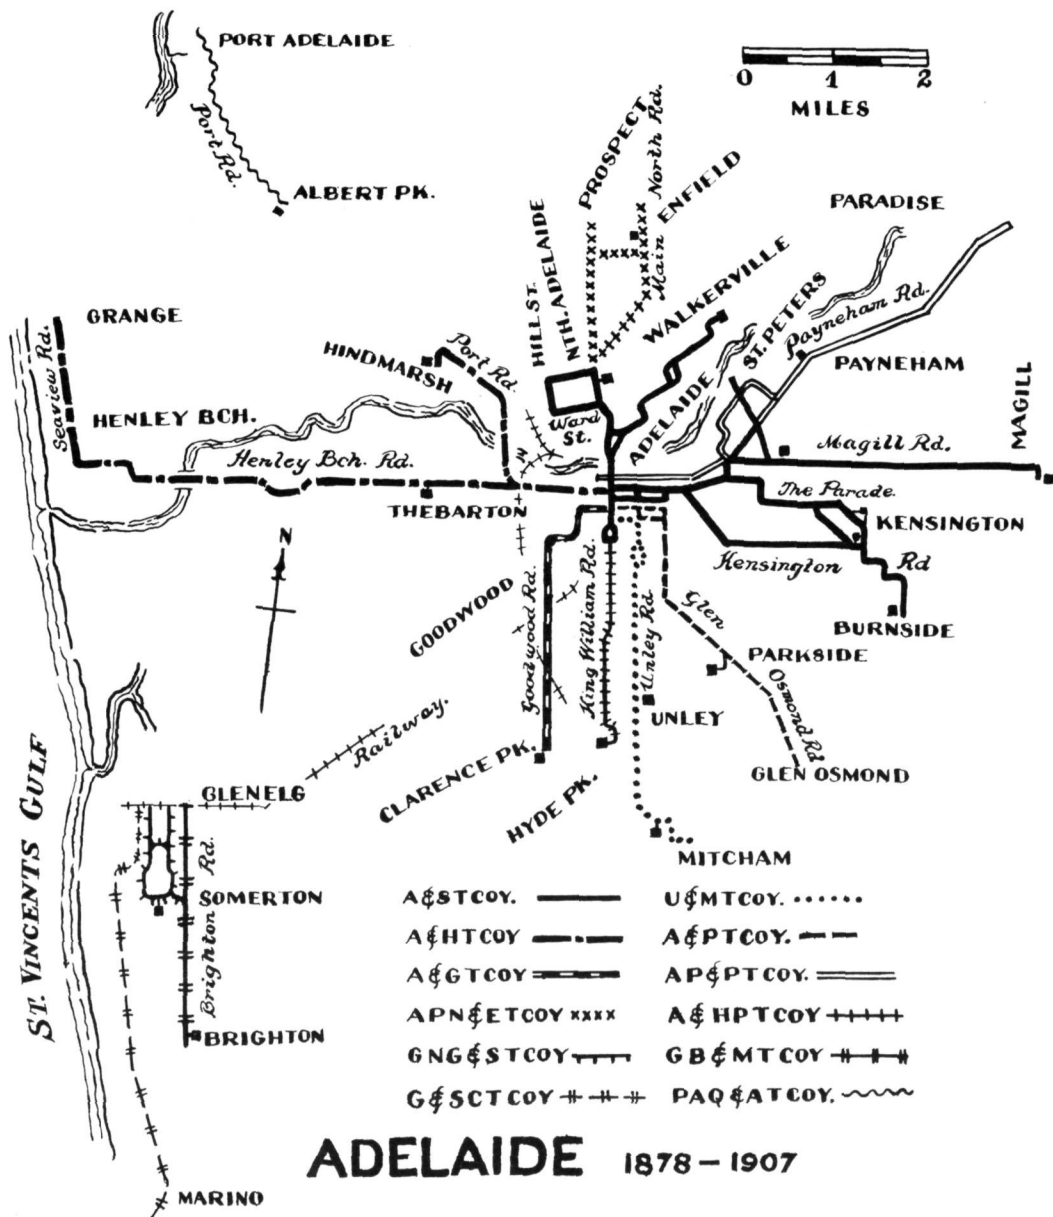 PORT ADELAIDE
Port Rd.
ALBERT PK.
0 1 2
MILES
PROSPECT
Main North Rd.
ENFIELD
PARADISE
HILL ST.
NTH. ADELAIDE
WALKERVILLE
ADELAIDE
ST. PETERS
Payneham Rd.
PAYNEHAM
MAGILL
GRANGE
Seaview Rd.
HINDMARSH
Port Rd.
HENLEY BCH.
Henley Bch. Rd.
Ward St.
Magill Rd.
THEBARTON
The Parade.
KENSINGTON
Kensington Rd
BURNSIDE
N
GOODWOOD
Goodwood Rd.
King William Rd.
Unley Rd
Glen Osmond Rd
PARKSIDE
UNLEY
GLEN OSMOND
Railway.
CLARENCE PK.
HYDE PK.
MITCHAM
ST. VINCENTS GULF
GLENELG
SOMERTON
Brighton Rd.
BRIGHTON
MARINO
A&STCOY.
U&MTCOY.
A&HTCOY
A&PTCOY.
A&GTCOY
AP&PTCOY.
APN&ETCOY
A&HPTCOY
GNG&STCOY
GB&MTCOY
G&SCTCOY
PAQ&ATCOY.
ADELAIDE 1878-1907